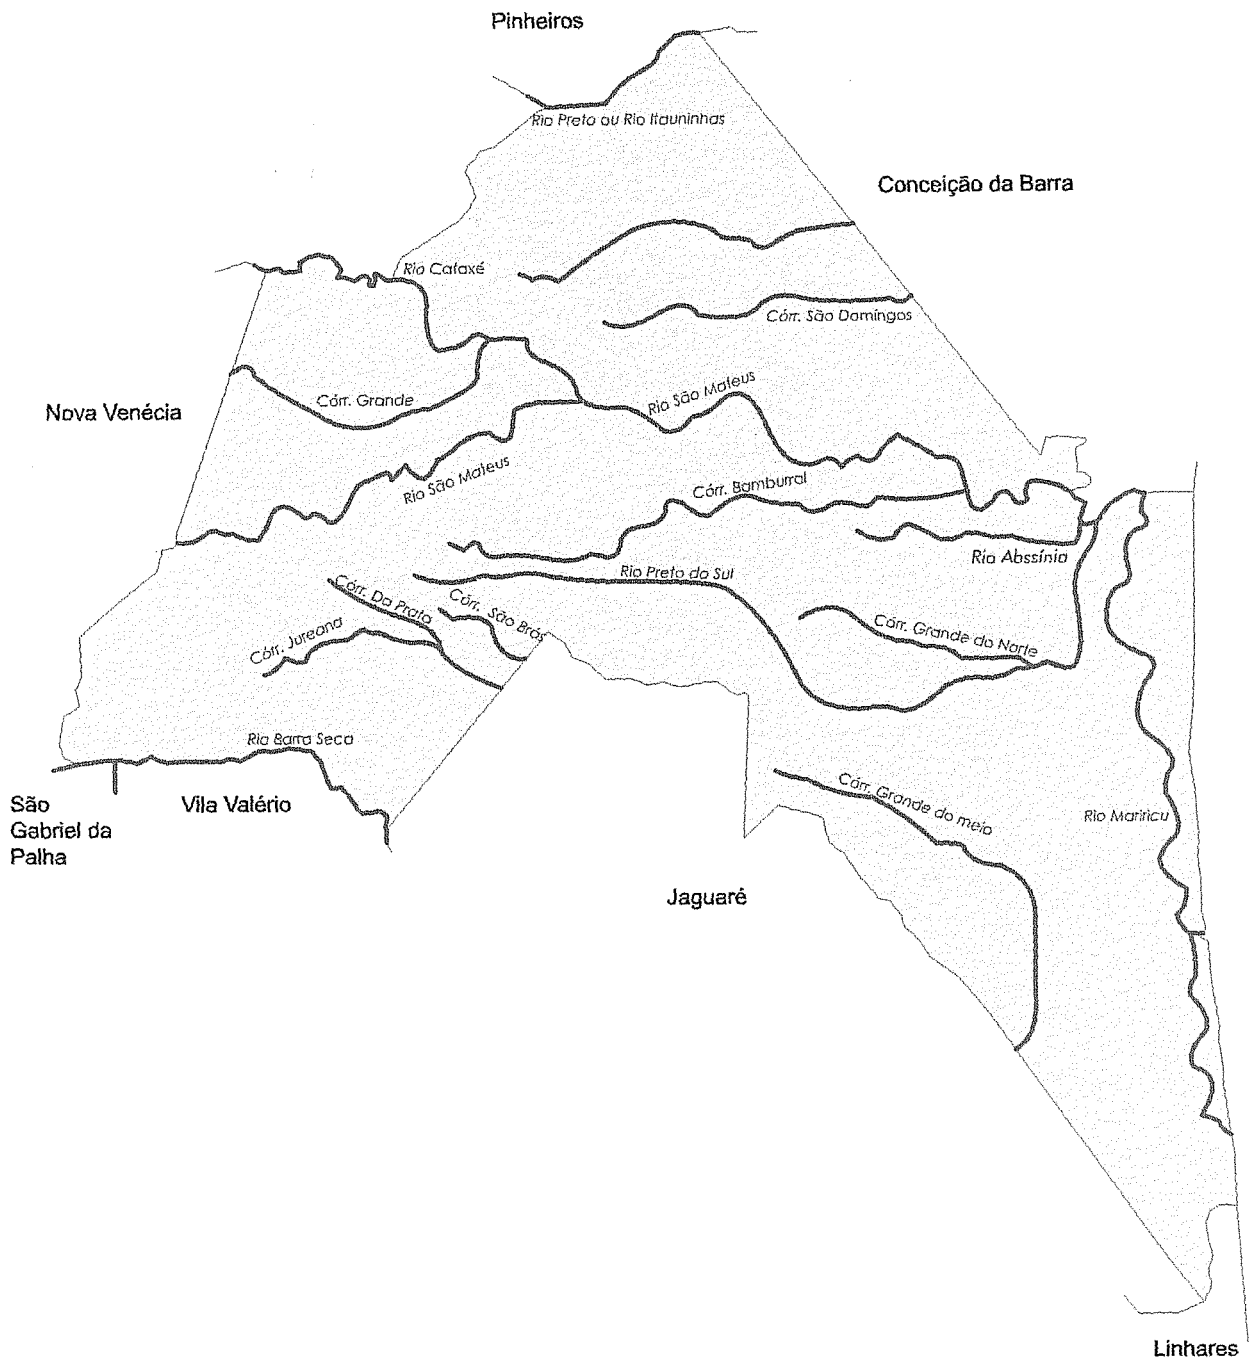 Pinheiros
Rio Preto ou Rio Itauninhas
Conceição da Barra
Rio Cotaxé
Córr. São Domingos
Nova Venécia
Córr. Grande
Rio São Mateus
Rio São Mateus
Córr. Bamburral
Rio Abssínia
Rio Preto do Sul
Córr. Da Prata
Córr. São Brás
Córr. Jureana
Córr. Grande do Norte
Rio Barra Seca
São
Gabriel da
Palha
Vila Valério
Córr. Grande do meio
Rio Mariricu
Jaguaré
Linhares